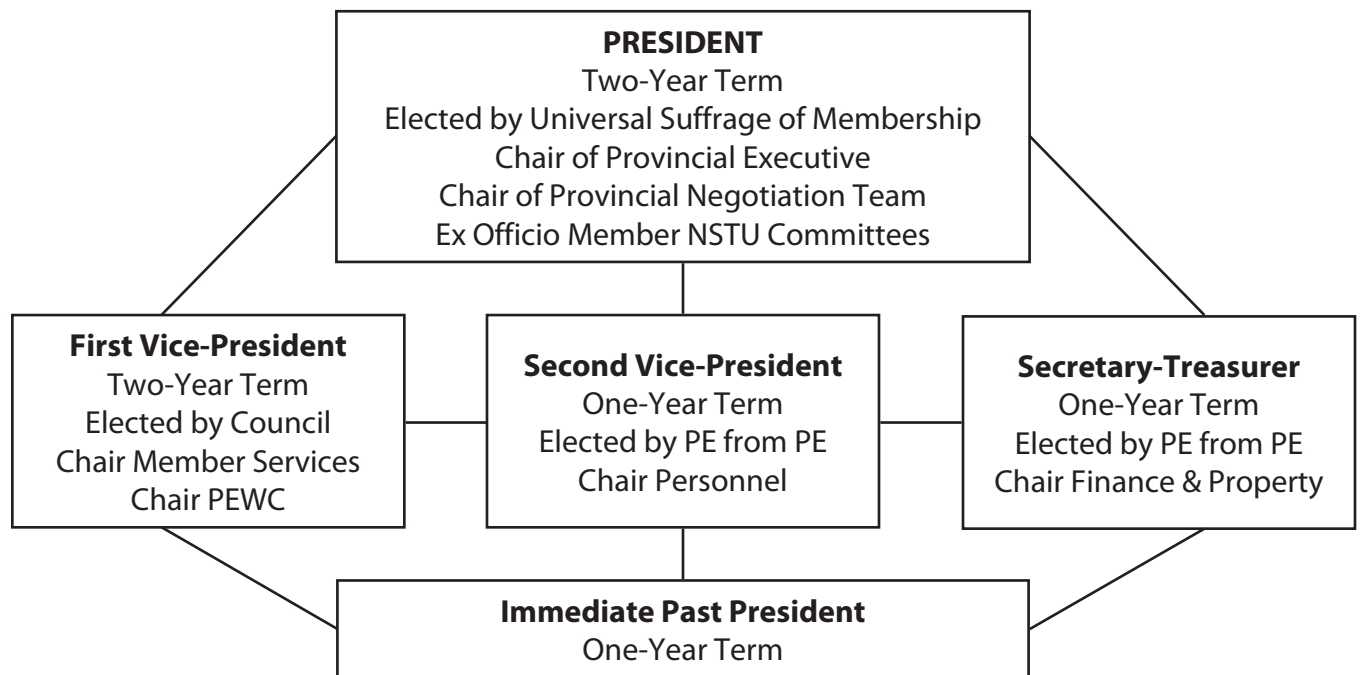 PRESIDENT
Two-Year Term
Elected by Universal Suffrage of Membership
Chair of Provincial Executive
Chair of Provincial Negotiation Team
Ex Officio Member NSTU Committees
First Vice-President
Two-Year Term
Elected by Council
Chair Member Services
Chair PEWC
Second Vice-President
One-Year Term
Elected by PE from PE
Chair Personnel
Secretary-Treasurer
One-Year Term
Elected by PE from PE
Chair Finance & Property
Immediate Past President
One-Year Term